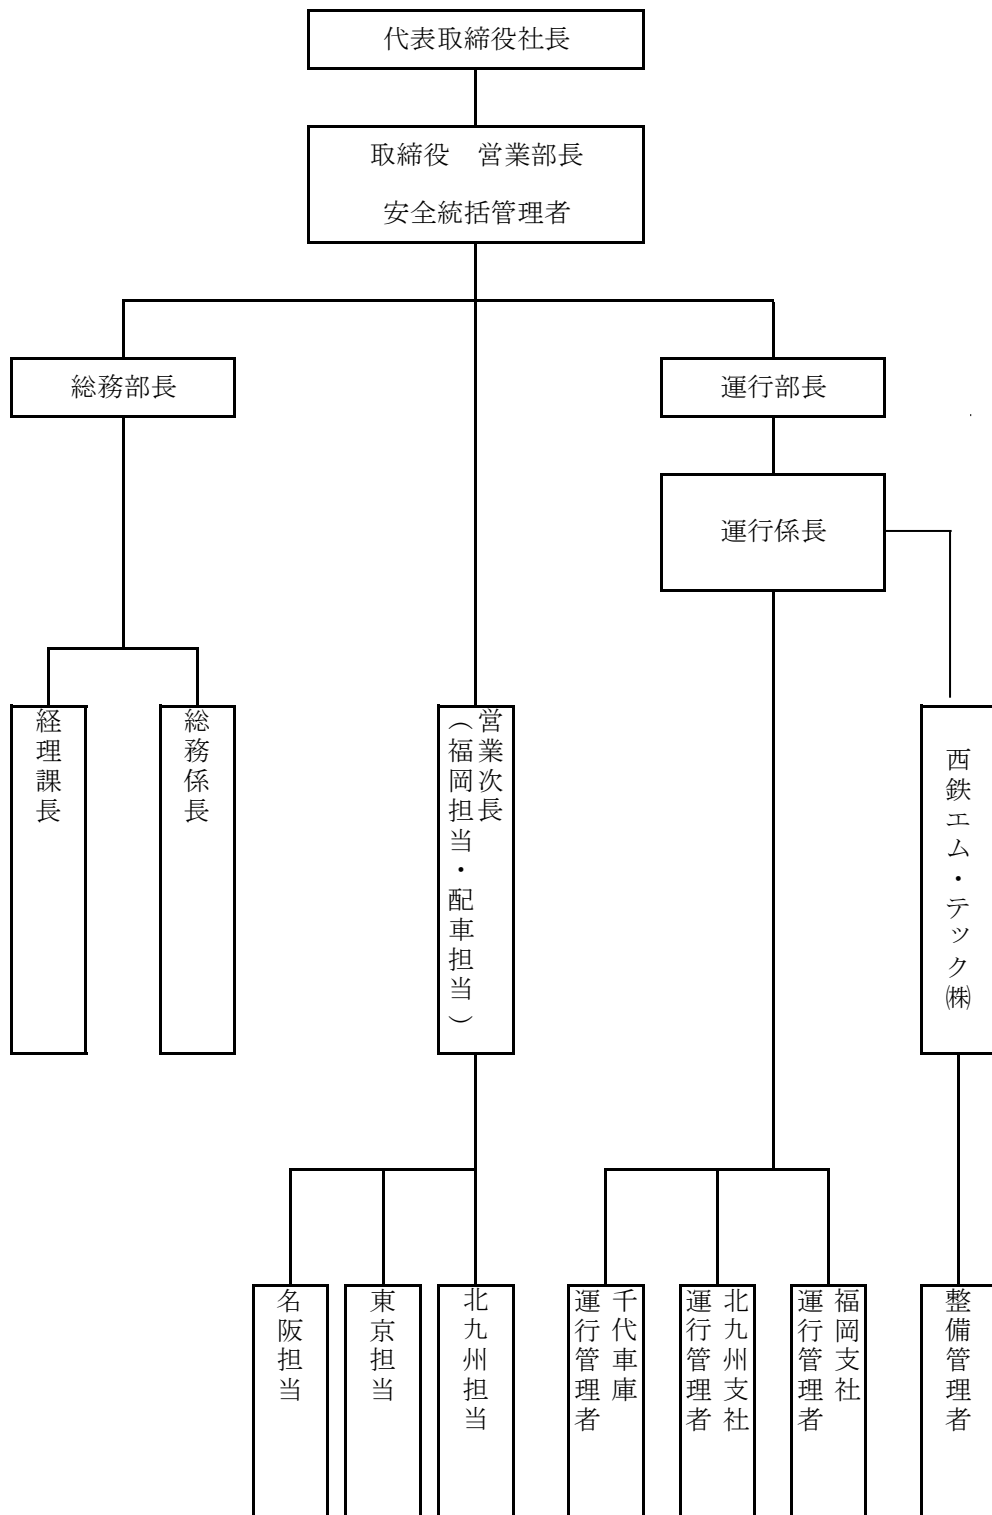 代表取締役社長
取締役　営業部長
安全統括管理者
総務部長
運行部長
運行係長
経理課長
総務係長
営業次長
（福岡担当・配車担当）
西鉄エム・テック㈱
名阪担当
東京担当
北九州担当
千代車庫
運行管理者
北九州支社
運行管理者
福岡支社
運行管理者
整備管理者